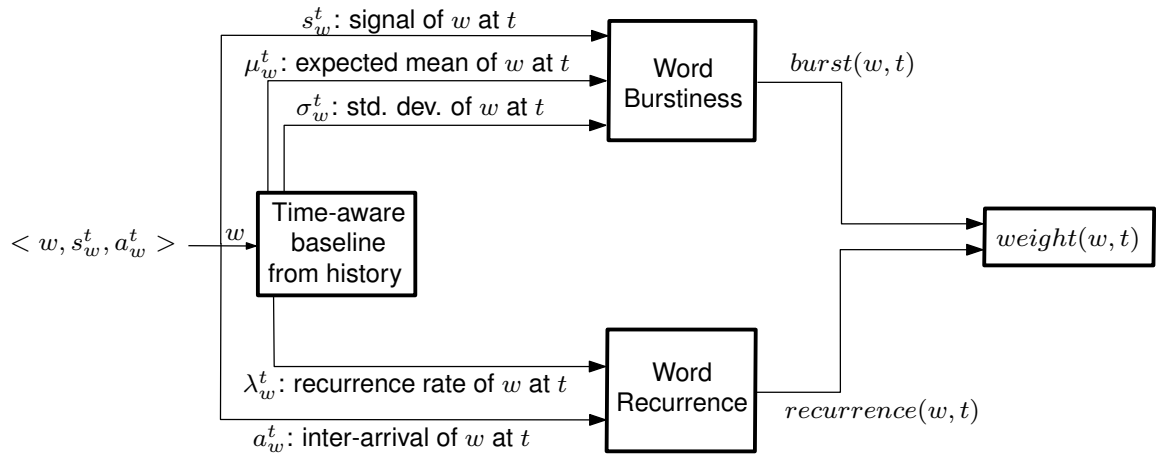 s_w^t: signal of w at t
μ_w^t: expected mean of w at t
σ_w^t: std. dev. of w at t
Word
Burstiness
burst(w, t)
< w, s_w^t, a_w^t >
w
Time-aware
baseline
from history
weight(w, t)
λ_w^t: recurrence rate of w at t
a_w^t: inter-arrival of w at t
Word
Recurrence
recurrence(w, t)